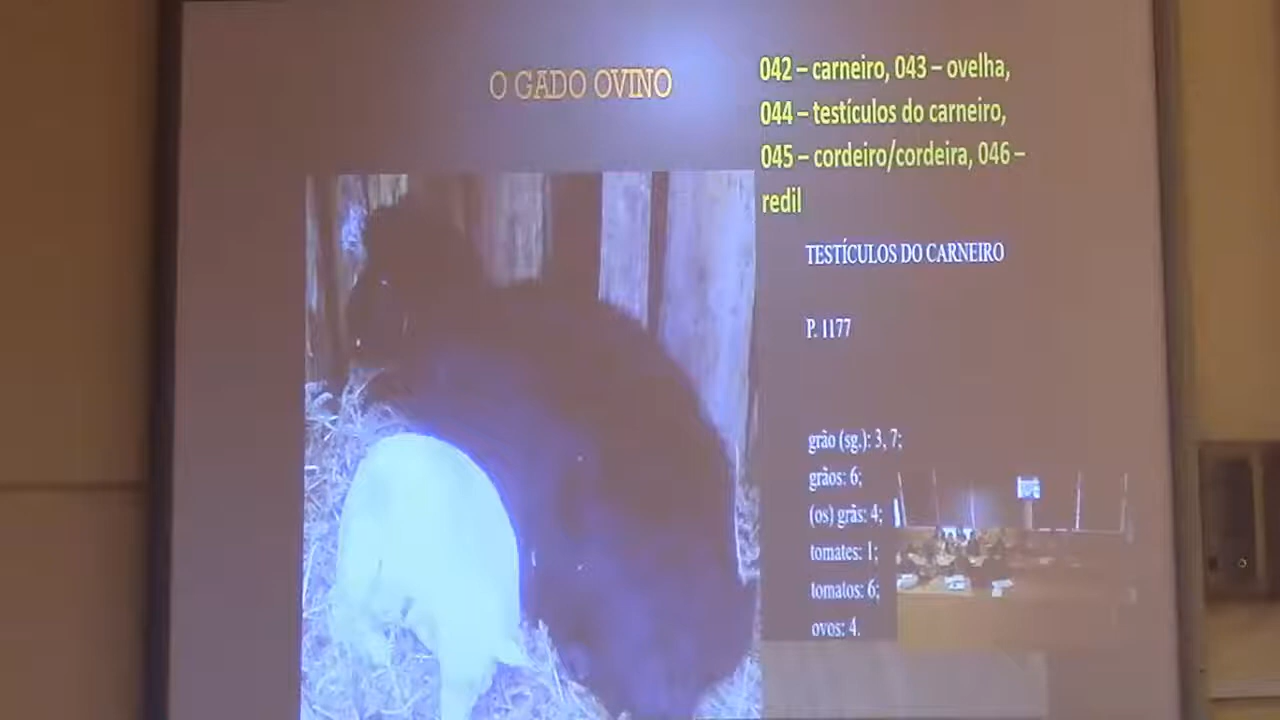 O GADO OVINO
042 – carneiro, 043 – ovelha,
044 – testículos do carneiro,
045 – cordeiro/cordeira, 046 –
redil
TESTÍCULOS DO CARNEIRO
P. 1177
grão (sg.): 3, 7;
grãos: 6;
(os) grãs: 4;
tomates: 1;
tomatos: 6;
ovos: 4.